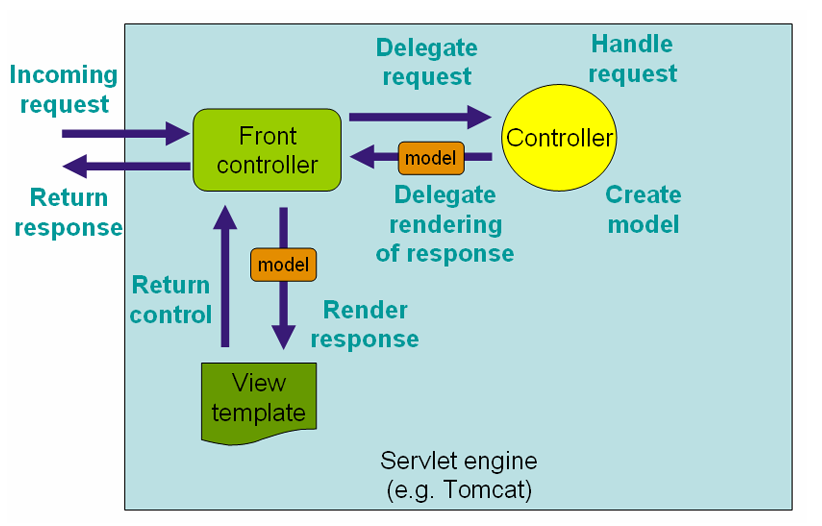 Incoming
request
Return
response
Front
controller
Delegate
request
Handle
request
Controller
model
Delegate
rendering
of response
Create
model
model
Return
control
Render
response
View
template
Servlet engine
(e.g. Tomcat)